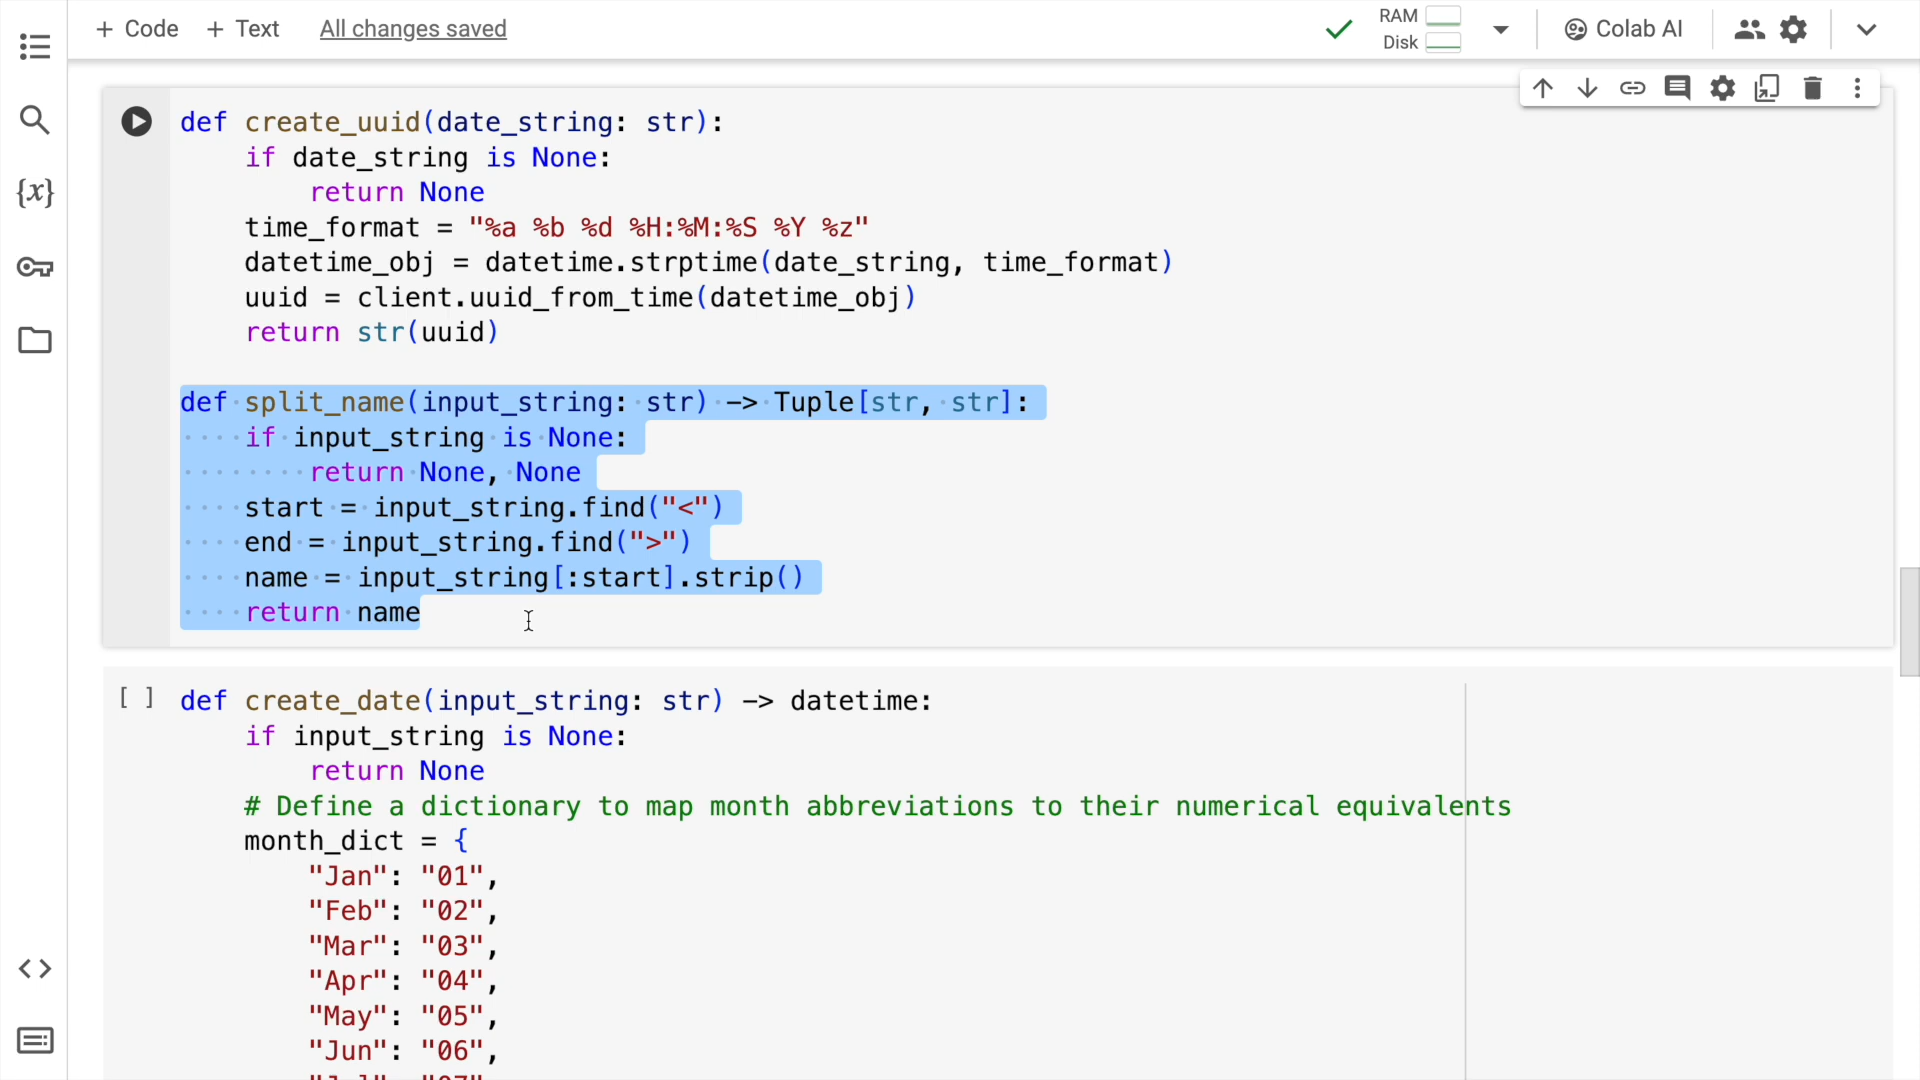 + Code + Text All changes saved
RAM
Disk
Colab AI
def create_uuid(date_string: str):
    if date_string is None:
        return None
    time_format = "%a %b %d %H:%M:%S %Y %z"
    datetime_obj = datetime.strptime(date_string, time_format)
    uuid = client.uuid_from_time(datetime_obj)
    return str(uuid)
def split_name(input_string: str) -> Tuple[str, str]:
    if input_string is None:
        return None, None
    start = input_string.find("<")
    end = input_string.find(">")
    name = input_string[:start].strip()
    return name
[ ] def create_date(input_string: str) -> datetime:
    if input_string is None:
        return None
    # Define a dictionary to map month abbreviations to their numerical equivalents
    month_dict = {
        "Jan": "01",
        "Feb": "02",
        "Mar": "03",
        "Apr": "04",
        "May": "05",
        "Jun": "06",